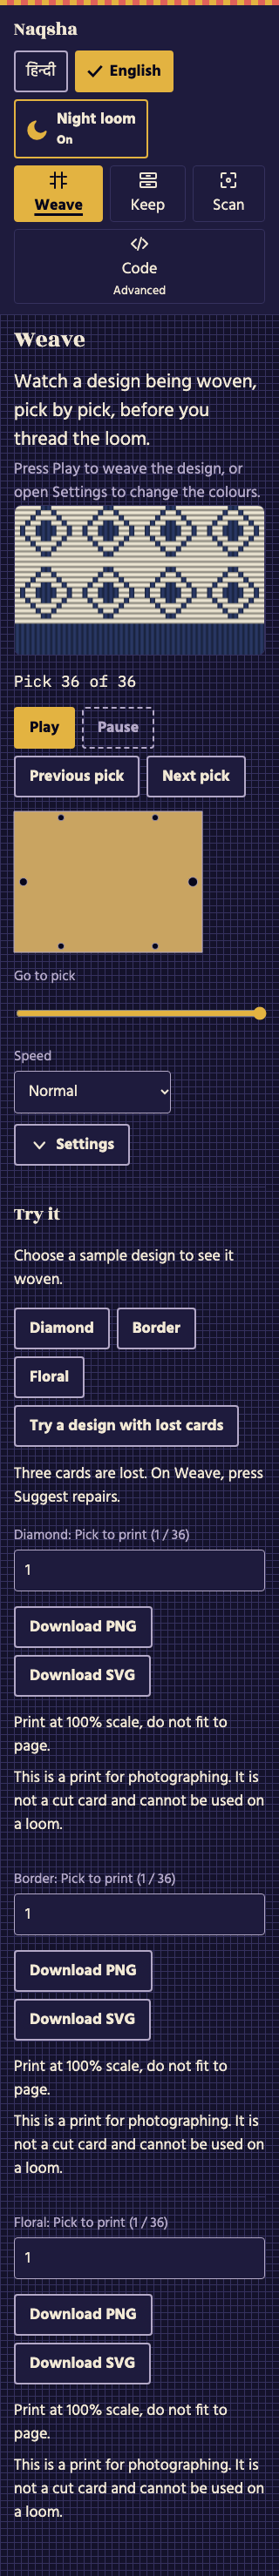 Naqsha
हिन्दी
English
Night loom
On
Weave
Keep
Scan
Code
Advanced
Weave
Watch a design being woven,
pick by pick, before you
thread the loom.
Press Play to weave the design, or
open Settings to change the colours.
Pick 36 of 36
Play
Pause
Previous pick
Next pick
Go to pick
Speed
Normal
Settings
Try it
Choose a sample design to see it
woven.
Diamond
Border
Floral
Try a design with lost cards
Three cards are lost. On Weave, press
Suggest repairs.
Diamond: Pick to print (1 / 36)
1
Download PNG
Download SVG
Print at 100% scale, do not fit to
page.
This is a print for photographing. It is
not a cut card and cannot be used on
a loom.
Border: Pick to print (1 / 36)
1
Download PNG
Download SVG
Print at 100% scale, do not fit to
page.
This is a print for photographing. It is
not a cut card and cannot be used on
a loom.
Floral: Pick to print (1 / 36)
1
Download PNG
Download SVG
Print at 100% scale, do not fit to
page.
This is a print for photographing. It is
not a cut card and cannot be used on
a loom.